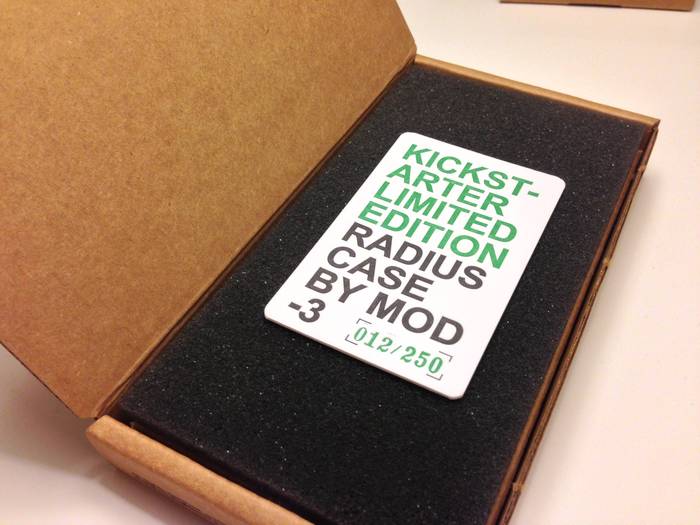 KICKST-
ARTER
LIMITED
EDITION
RADIUS
CASE
BY MOD
-3
012/250